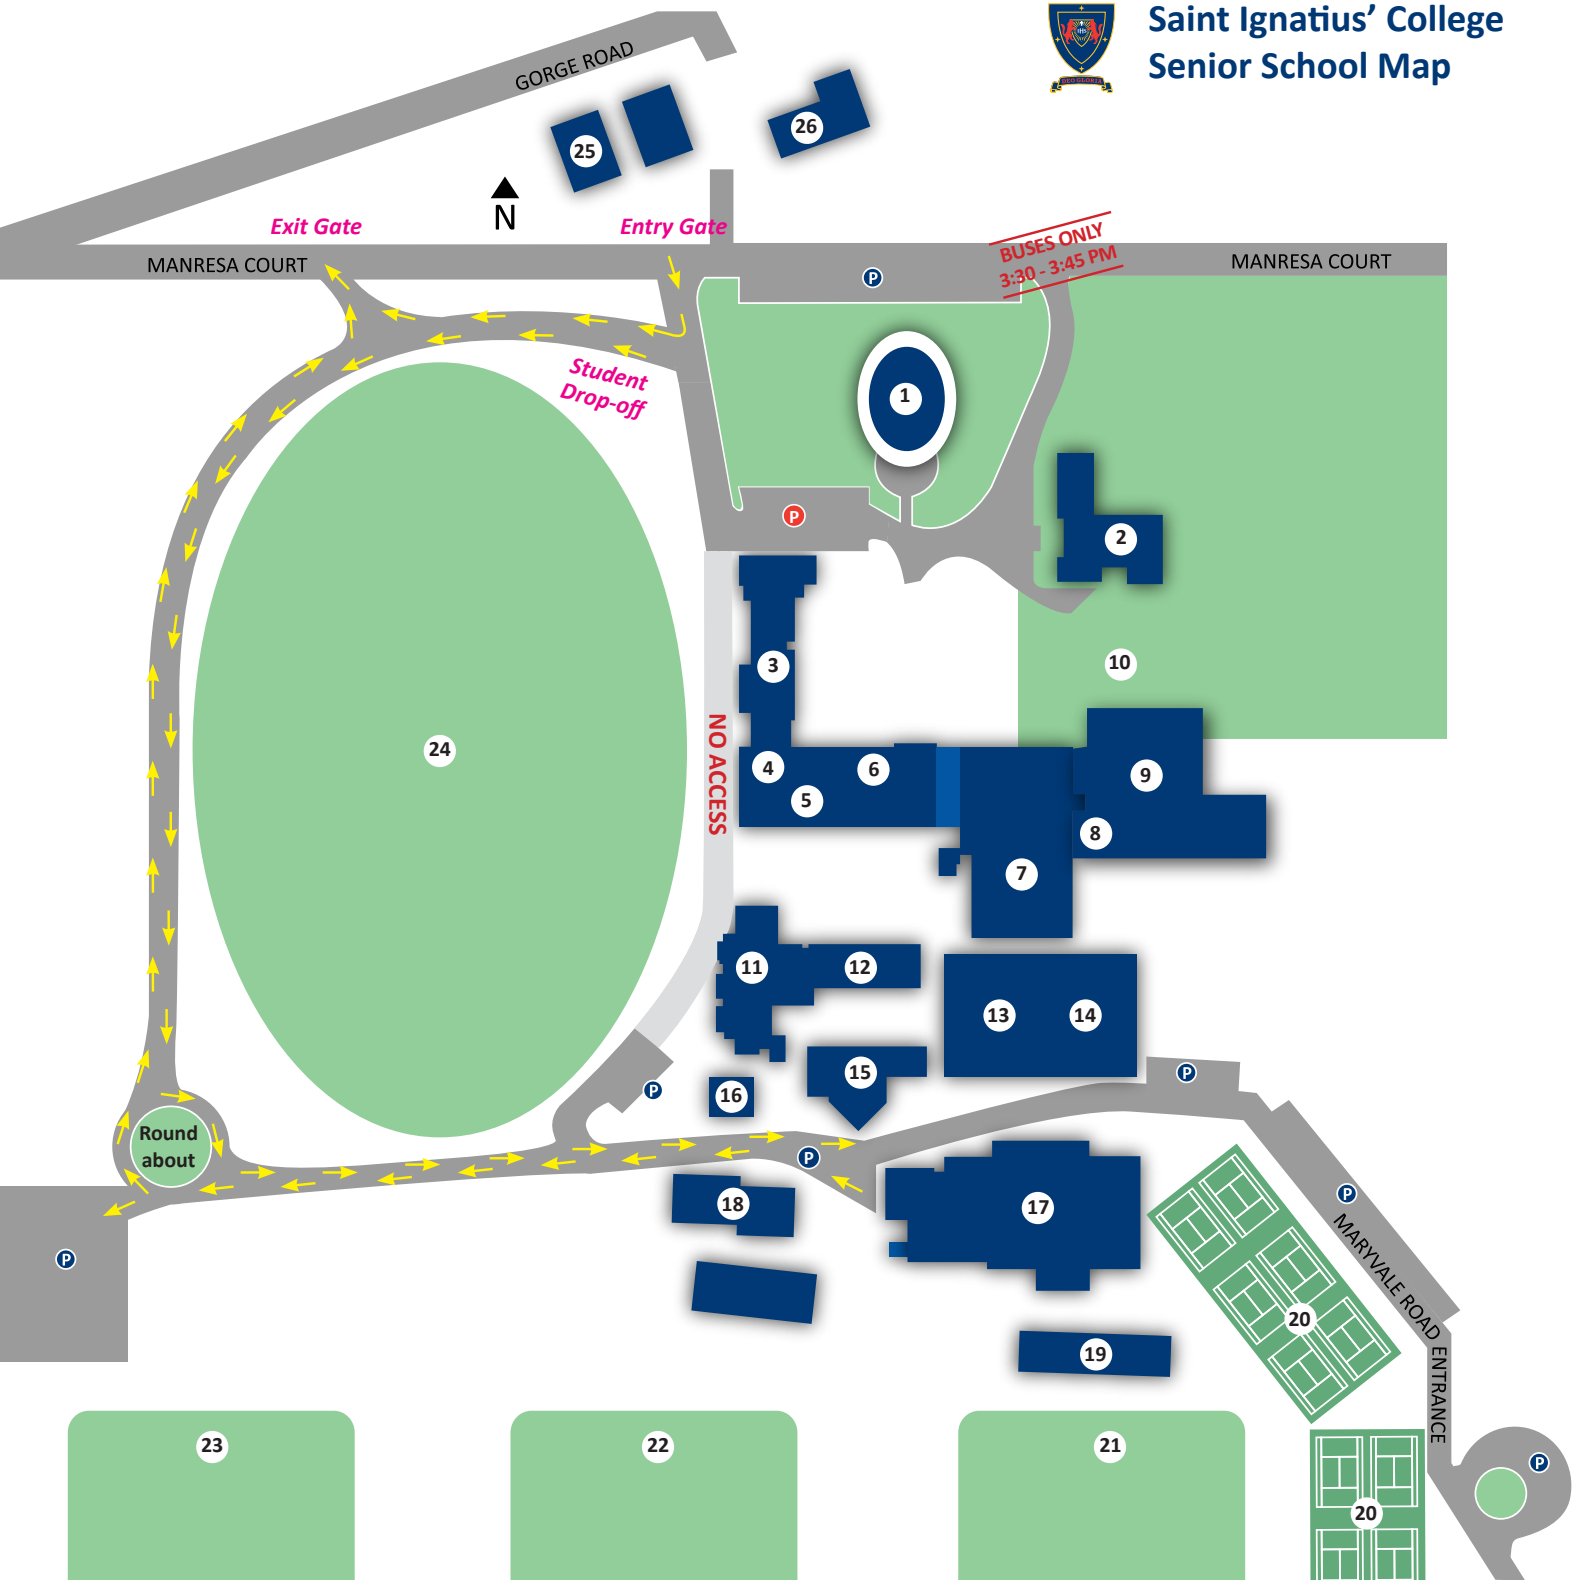 Saint Ignatius’ College
Senior School Map
IHS
DEO GLORIA
GORGE ROAD
25
26
N
Exit Gate
Entry Gate
MANRESA COURT
BUSES ONLY
3:30 - 3:45 PM
MANRESA COURT
P
Student
Drop-off
1
P
2
3
10
NO ACCESS
24
4
5
6
9
8
7
11
12
13
14
15
16
P
P
Round
about
P
P
18
17
P
MARYVALE ROAD ENTRANCE
20
19
23
22
21
P
20